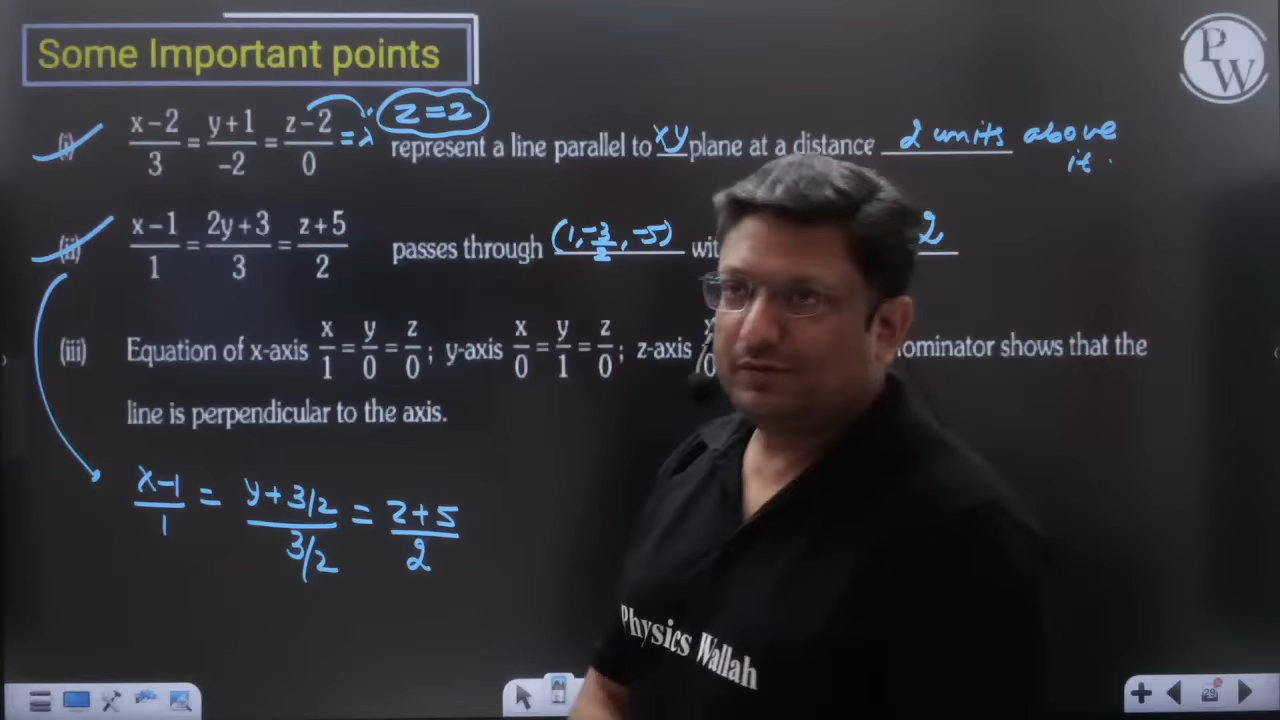 Some Important points
PW
(i) x−2/3 = y+1/-2 = z−2/0 = λ z=2 represent a line parallel to xy plane at a distance 2 units above it.
(ii) x−1/1 = 2y+3/3 = z+5/2 passes through (1, -3/2, -5) 2
(iii) Equation of x-axis x/1 = y/0 = z/0; y-axis x/0 = y/1 = z/0; z-axis shows that the
line is perpendicular to the axis.
x−1/1 = y+3/2/3/2 = z+5/2
Physics Wallah
29